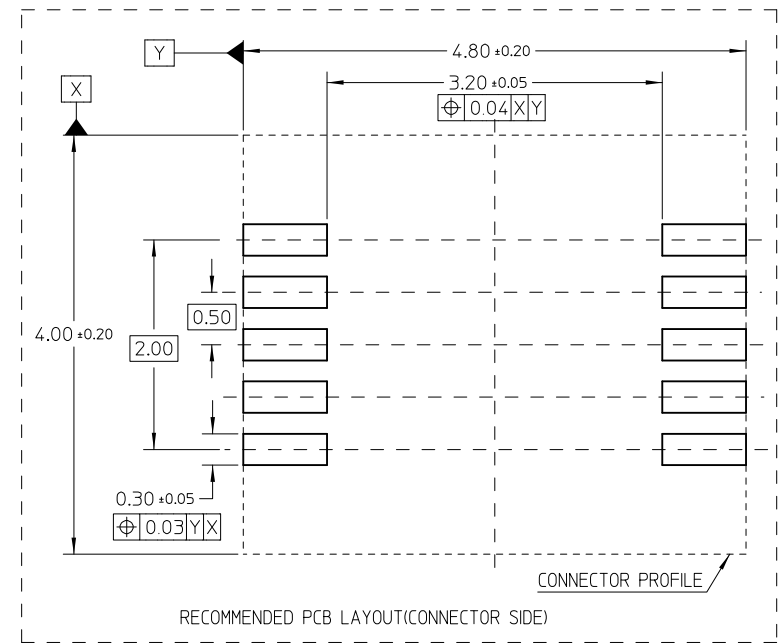 Y
4.80 ±0.20
3.20 ±0.05
⌖ 0.04 X Y
X
0.50
4.00 ±0.20
2.00
0.30 ±0.05
⌖ 0.03 Y X
CONNECTOR PROFILE
RECOMMENDED PCB LAYOUT(CONNECTOR SIDE)